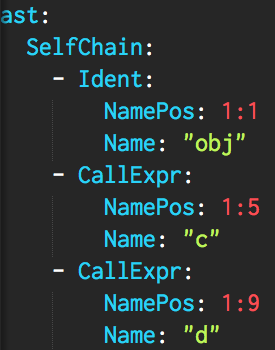 ast:
  SelfChain:
    - Ident:
        NamePos: 1:1
        Name: "obj"
    - CallExpr:
        NamePos: 1:5
        Name: "c"
    - CallExpr:
        NamePos: 1:9
        Name: "d"